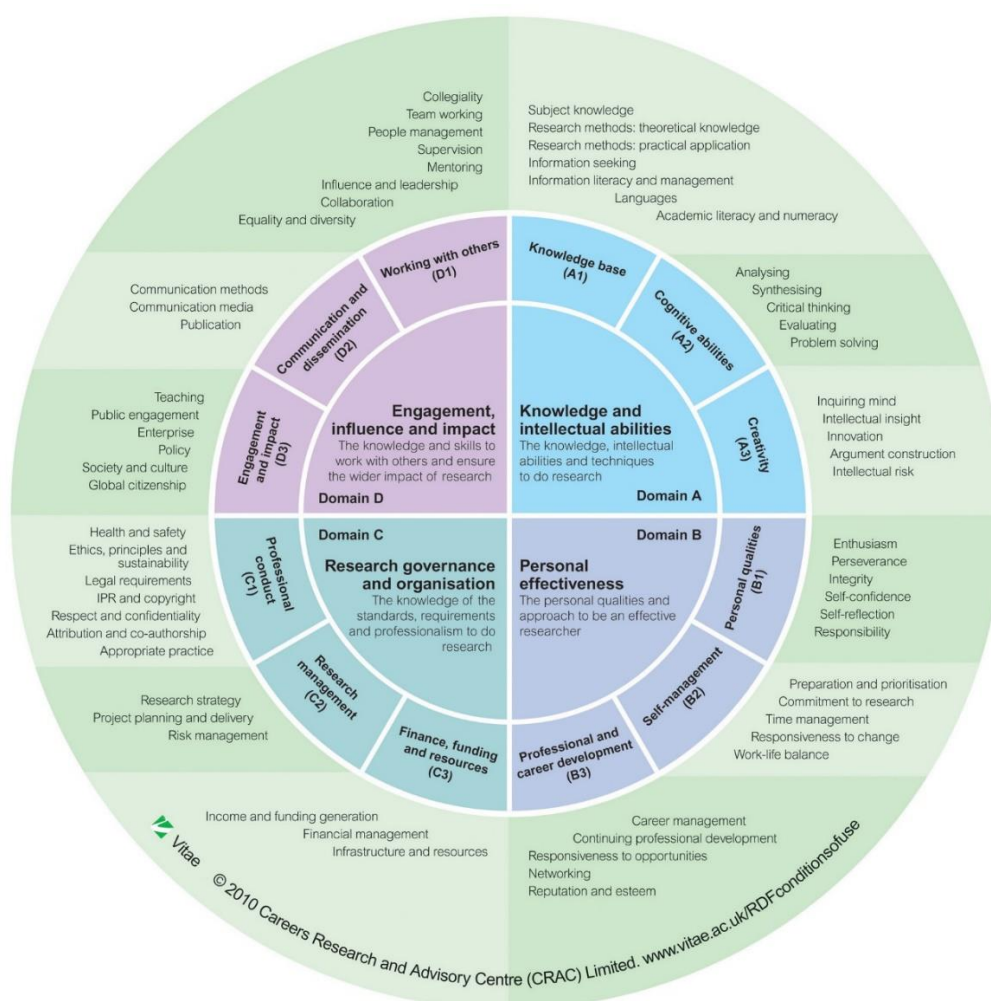 Collegiality
Team working
People management
Supervision
Mentoring
Influence and leadership
Collaboration
Equality and diversity
Subject knowledge
Research methods: theoretical knowledge
Research methods: practical application
Information seeking
Information literacy and management
Languages
Academic literacy and numeracy
Communication methods
Communication media
Publication
Analysing
Synthesising
Critical thinking
Evaluating
Problem solving
Teaching
Public engagement
Enterprise
Policy
Society and culture
Global citizenship
Inquiring mind
Intellectual insight
Innovation
Argument construction
Intellectual risk
Health and safety
Ethics, principles and
sustainability
Legal requirements
IPR and copyright
Respect and confidentiality
Attribution and co-authorship
Appropriate practice
Enthusiasm
Perseverance
Integrity
Self-confidence
Self-reflection
Responsibility
Research strategy
Project planning and delivery
Risk management
Preparation and prioritisation
Commitment to research
Time management
Responsiveness to change
Work-life balance
Income and funding generation
Financial management
Infrastructure and resources
Career management
Continuing professional development
Responsiveness to opportunities
Networking
Reputation and esteem
Working with others
(D1)
Communication and
dissemination
(D2)
Engagement
and impact
(D3)
Knowledge base
(A1)
Cognitive abilities
(A2)
Creativity
(A3)
Professional
conduct
(C1)
Research
management
(C2)
Finance, funding
and resources
(C3)
Personal qualities
(B1)
Self-management
(B2)
Professional and
career development
(B3)
Engagement,
influence and impact
The knowledge and skills to
work with others and ensure
the wider impact of research
Domain D
Knowledge and
intellectual abilities
The knowledge, intellectual
abilities and techniques
to do research
Domain A
Domain C
Research governance
and organisation
The knowledge of the
standards, requirements
and professionalism to do
research
Domain B
Personal
effectiveness
The personal qualities and
approach to be an effective
researcher
Vitae © 2010 Careers Research and Advisory Centre (CRAC) Limited. www.vitae.ac.uk/RDFconditionsofuse